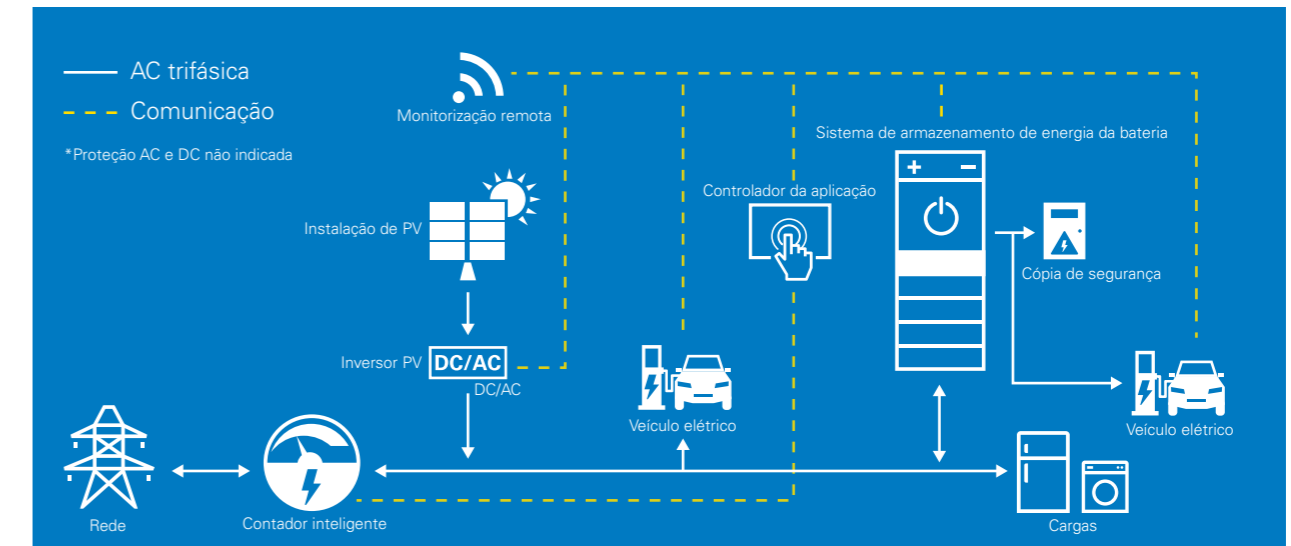 AC trifásica
Comunicação
*Proteção AC e DC não indicada
Monitorização remota
Sistema de armazenamento de energia da bateria
+ −
Controlador da aplicação
Instalação de PV
Cópia de segurança
Inversor PV
DC/AC
DC/AC
Veículo elétrico
Veículo elétrico
Rede
Contador inteligente
Cargas